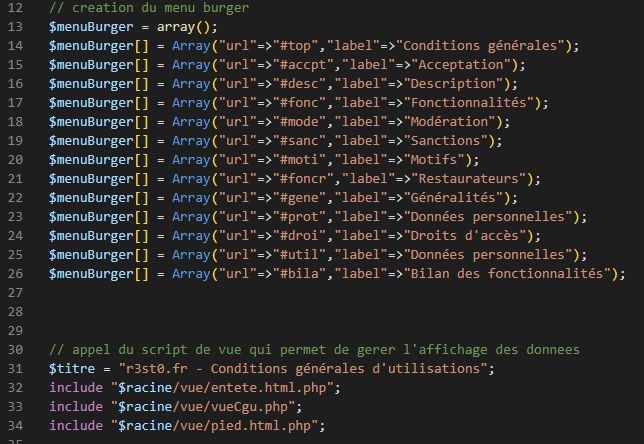 12 // creation du menu burger
13 $menuBurger = array();
14 $menuBurger[] = Array("url"=>"#top","label"=>"Conditions générales");
15 $menuBurger[] = Array("url"=>"#accpt","label"=>"Acceptation");
16 $menuBurger[] = Array("url"=>"#desc","label"=>"Description");
17 $menuBurger[] = Array("url"=>"#fonc","label"=>"Fonctionnalités");
18 $menuBurger[] = Array("url"=>"#mode","label"=>"Modération");
19 $menuBurger[] = Array("url"=>"#sanc","label"=>"Sanctions");
20 $menuBurger[] = Array("url"=>"#moti","label"=>"Motifs");
21 $menuBurger[] = Array("url"=>"#foncr","label"=>"Restaurateurs");
22 $menuBurger[] = Array("url"=>"#gene","label"=>"Généralités");
23 $menuBurger[] = Array("url"=>"#prot","label"=>"Données personnelles");
24 $menuBurger[] = Array("url"=>"#droi","label"=>"Droits d'accès");
25 $menuBurger[] = Array("url"=>"#util","label"=>"Données personnelles");
26 $menuBurger[] = Array("url"=>"#bila","label"=>"Bilan des fonctionnalités");
27
28
29
30 // appel du script de vue qui permet de gerer l'affichage des donnees
31 $titre = "r3st0.fr - Conditions générales d'utilisations";
32 include "$racine/vue/entete.html.php";
33 include "$racine/vue/vueCgu.php";
34 include "$racine/vue/pied.html.php";